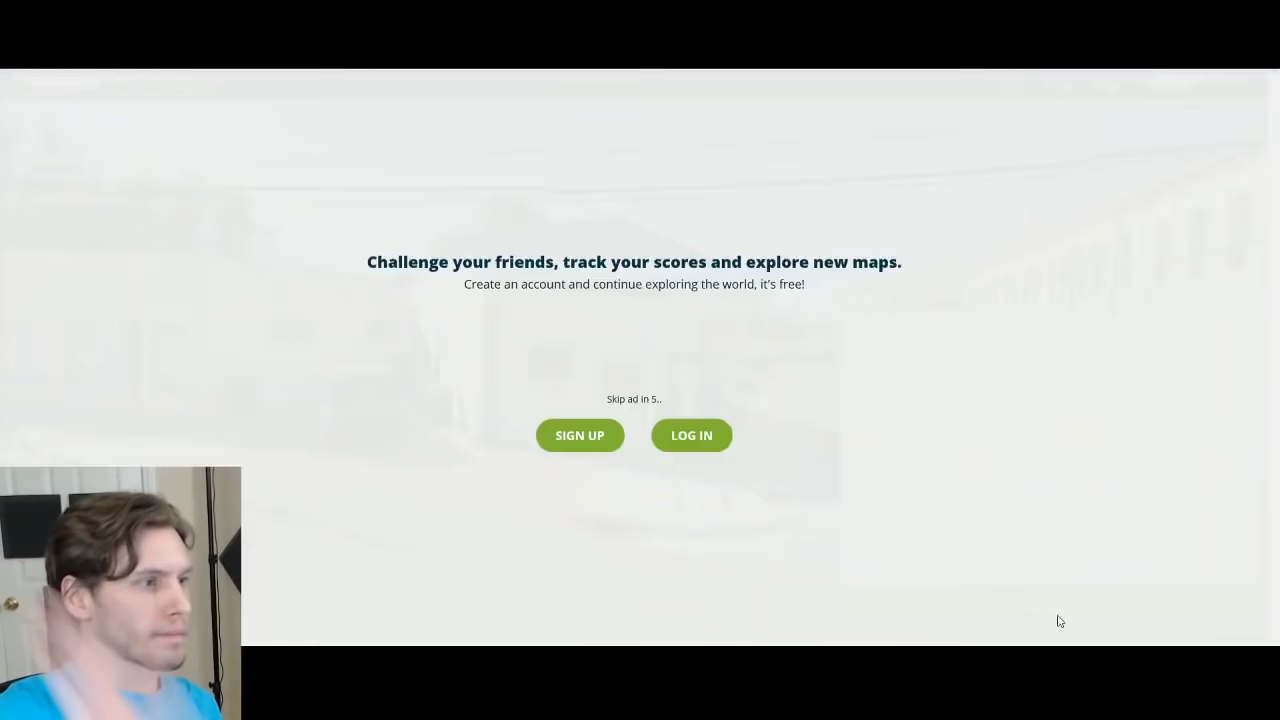 Challenge your friends, track your scores and explore new maps.
Create an account and continue exploring the world, it's free!
Skip ad in 5..
SIGN UP
LOG IN